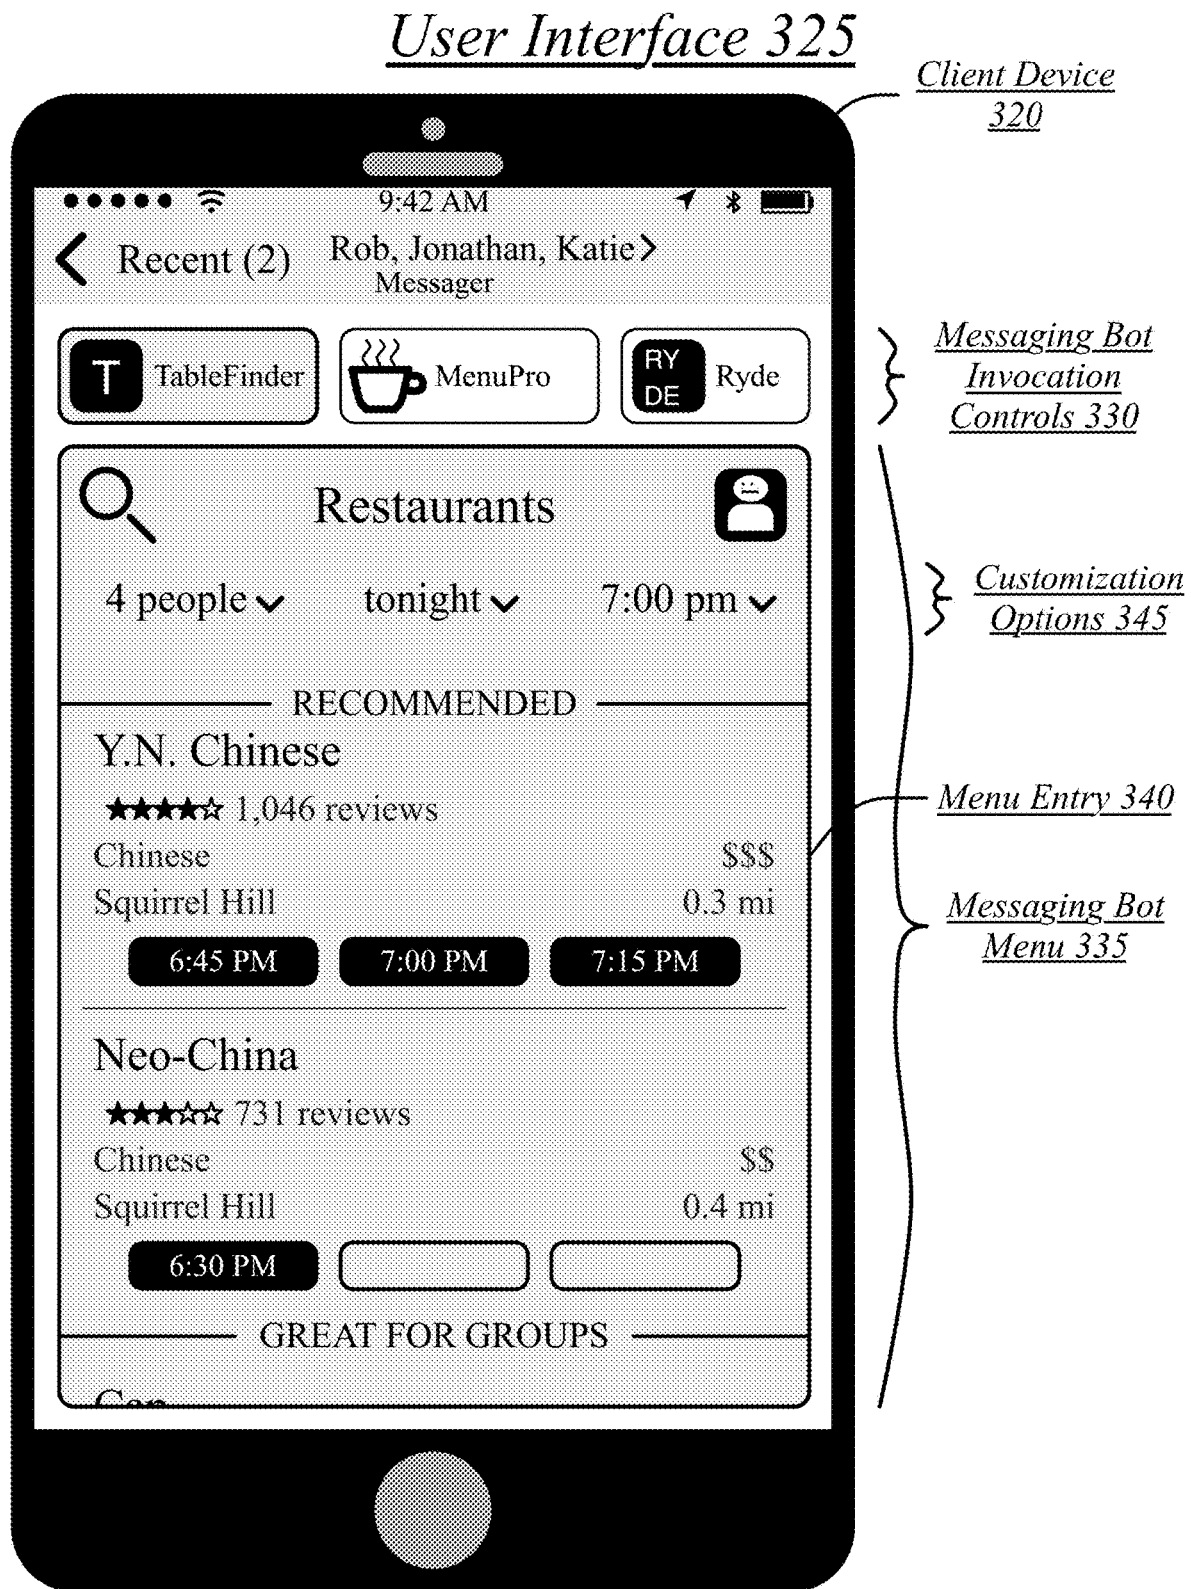 User Interface 325
Client Device
320
9:42 AM
Recent (2)
Rob, Jonathan, Katie
Messager
T TableFinder
MenuPro
RY
DE
Ryde
Messaging Bot
Invocation
Controls 330
Restaurants
4 people
tonight
7:00 pm
Customization
Options 345
RECOMMENDED
Y.N. Chinese
1,046 reviews
Chinese
$$$
Squirrel Hill
0.3 mi
6:45 PM
7:00 PM
7:15 PM
Menu Entry 340
Messaging Bot
Menu 335
Neo-China
731 reviews
Chinese
$$
Squirrel Hill
0.4 mi
6:30 PM
GREAT FOR GROUPS